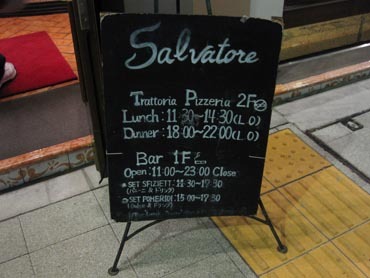 Salvatore
Trattoria Pizzeria 2F
Lunch: 11:30~14:30(L.O)
Dinner: 18:00~22:00(L.O)
Bar 1F
Open: 11:00~23:00 Close
SET SFIZIETT: 11:30~17:30
SET POMERIDI: 15:00~17:30